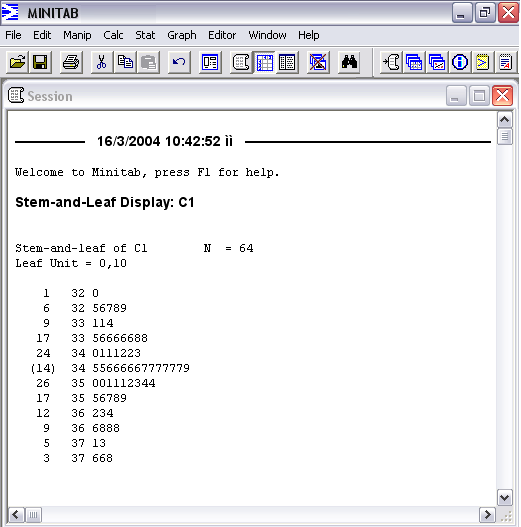 MINITAB
File Edit Manip Calc Stat Graph Editor Window Help
Session
16/3/2004 10:42:52 ìì
Welcome to Minitab, press F1 for help.
Stem-and-Leaf Display: C1
Stem-and-leaf of C1 N = 64
Leaf Unit = 0,10
1 32 0
6 32 56789
9 33 114
17 33 56666688
24 34 0111223
(14) 34 55666667777779
26 35 001112344
17 35 56789
12 36 234
9 36 6888
5 37 13
3 37 668